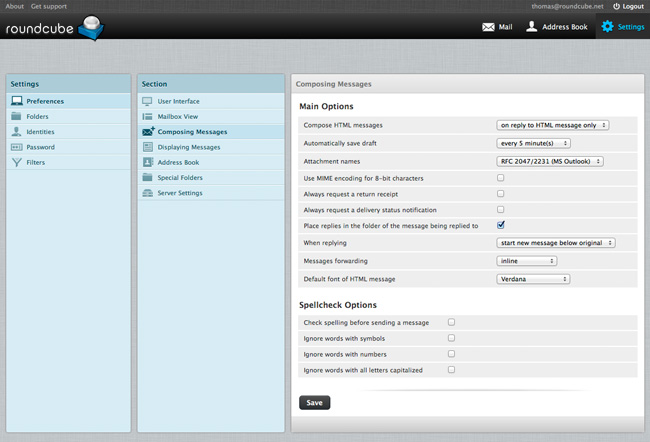 About Get support thomas@roundcube.net Logout
roundcube Mail Address Book Settings
Settings
Preferences
Folders
Identities
Password
Filters
Section
User Interface
Mailbox View
Composing Messages
Displaying Messages
Address Book
Special Folders
Server Settings
Composing Messages
Main Options
Compose HTML messages on reply to HTML message only
Automatically save draft every 5 minute(s)
Attachment names RFC 2047/2231 (MS Outlook)
Use MIME encoding for 8-bit characters
Always request a return receipt
Always request a delivery status notification
Place replies in the folder of the message being replied to
When replying start new message below original
Messages forwarding inline
Default font of HTML message Verdana
Spellcheck Options
Check spelling before sending a message
Ignore words with symbols
Ignore words with numbers
Ignore words with all letters capitalized
Save